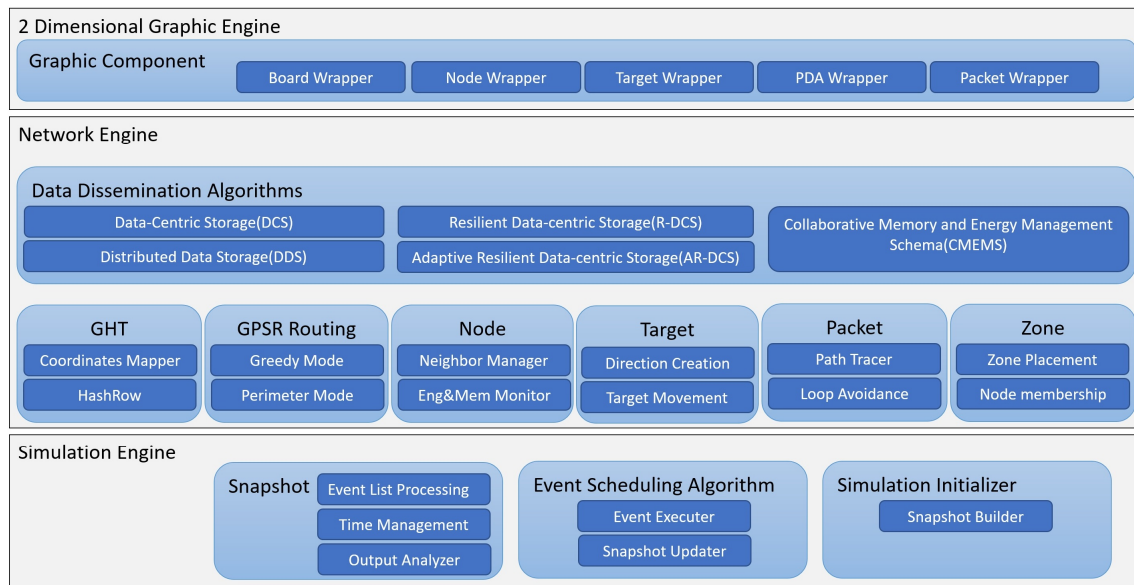 2 Dimensional Graphic Engine
Graphic Component
Board Wrapper
Node Wrapper
Target Wrapper
PDA Wrapper
Packet Wrapper
Network Engine
Data Dissemination Algorithms
Data-Centric Storage(DCS)
Resilient Data-centric Storage(R-DCS)
Collaborative Memory and Energy Management
Schema(CMEMS)
Distributed Data Storage(DDS)
Adaptive Resilient Data-centric Storage(AR-DCS)
GHT
Coordinates Mapper
HashRow
GPSR Routing
Greedy Mode
Perimeter Mode
Node
Neighbor Manager
Eng&Mem Monitor
Target
Direction Creation
Target Movement
Packet
Path Tracer
Loop Avoidance
Zone
Zone Placement
Node membership
Simulation Engine
Snapshot
Event List Processing
Time Management
Output Analyzer
Event Scheduling Algorithm
Event Executer
Snapshot Updater
Simulation Initializer
Snapshot Builder